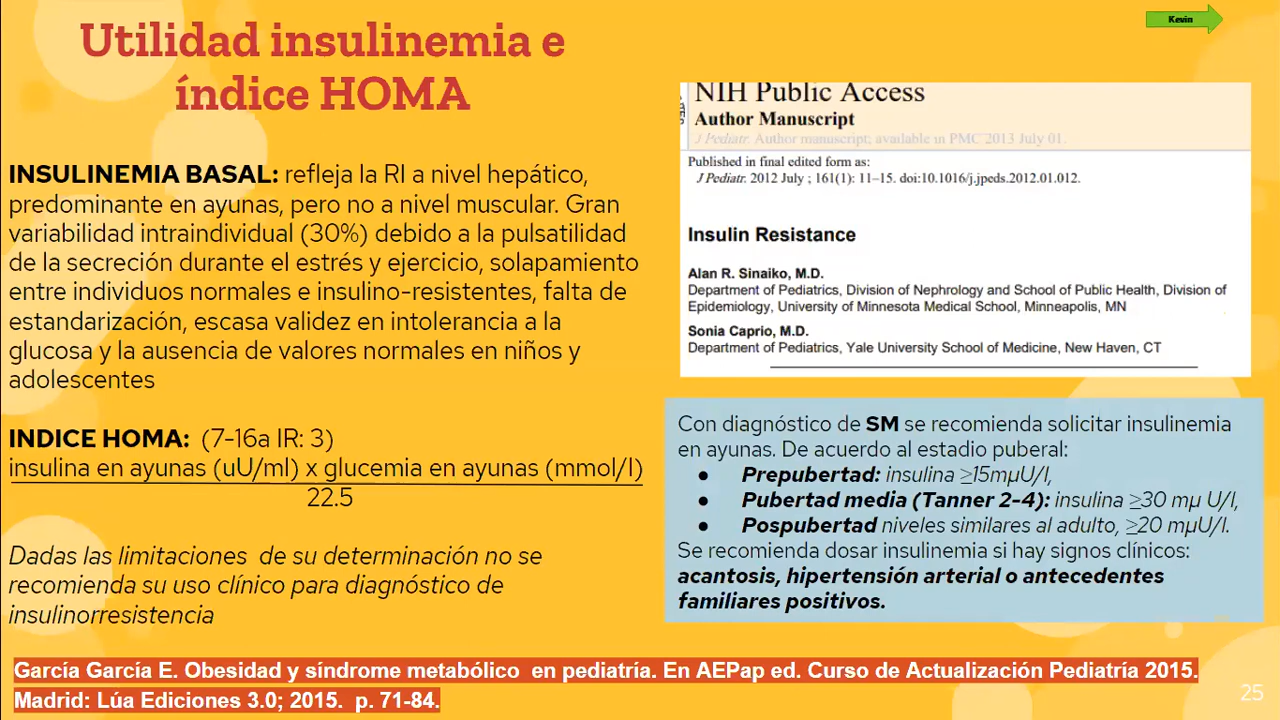 Kevin
Utilidad insulinemia e
índice HOMA
INSULINEMIA BASAL: refleja la RI a nivel hepático,
predominante en ayunas, pero no a nivel muscular. Gran
variabilidad intraindividual (30%) debido a la pulsatilidad
de la secreción durante el estrés y ejercicio, solapamiento
entre individuos normales e insulino-resistentes, falta de
estandarización, escasa validez en intolerancia a la
glucosa y la ausencia de valores normales en niños y
adolescentes
INDICE HOMA: (7-16a IR: 3)
insulina en ayunas (uU/ml) x glucemia en ayunas (mmol/l)
22.5
Dadas las limitaciones de su determinación no se
recomienda su uso clínico para diagnóstico de
insulinorresistencia
NIH Public Access
Author Manuscript
J Pediatr. Author manuscript; available in PMC 2013 July 01.
Published in final edited form as:
J Pediatr. 2012 July ; 161(1): 11–15. doi:10.1016/j.jpeds.2012.01.012.
Insulin Resistance
Alan R. Sinaiko, M.D.
Department of Pediatrics, Division of Nephrology and School of Public Health, Division of
Epidemiology, University of Minnesota Medical School, Minneapolis, MN
Sonia Caprio, M.D.
Department of Pediatrics, Yale University School of Medicine, New Haven, CT
Con diagnóstico de SM se recomienda solicitar insulinemia
en ayunas. De acuerdo al estadio puberal:
● Prepubertad: insulina ≥15mµU/l,
● Pubertad media (Tanner 2-4): insulina ≥30 mµ U/l,
● Pospubertad niveles similares al adulto, ≥20 mµU/l.
Se recomienda dosar insulinemia si hay signos clínicos:
acantosis, hipertensión arterial o antecedentes
familiares positivos.
García García E. Obesidad y síndrome metabólico en pediatría. En AEPap ed. Curso de Actualización Pediatría 2015.
Madrid: Lúa Ediciones 3.0; 2015. p. 71-84.
25